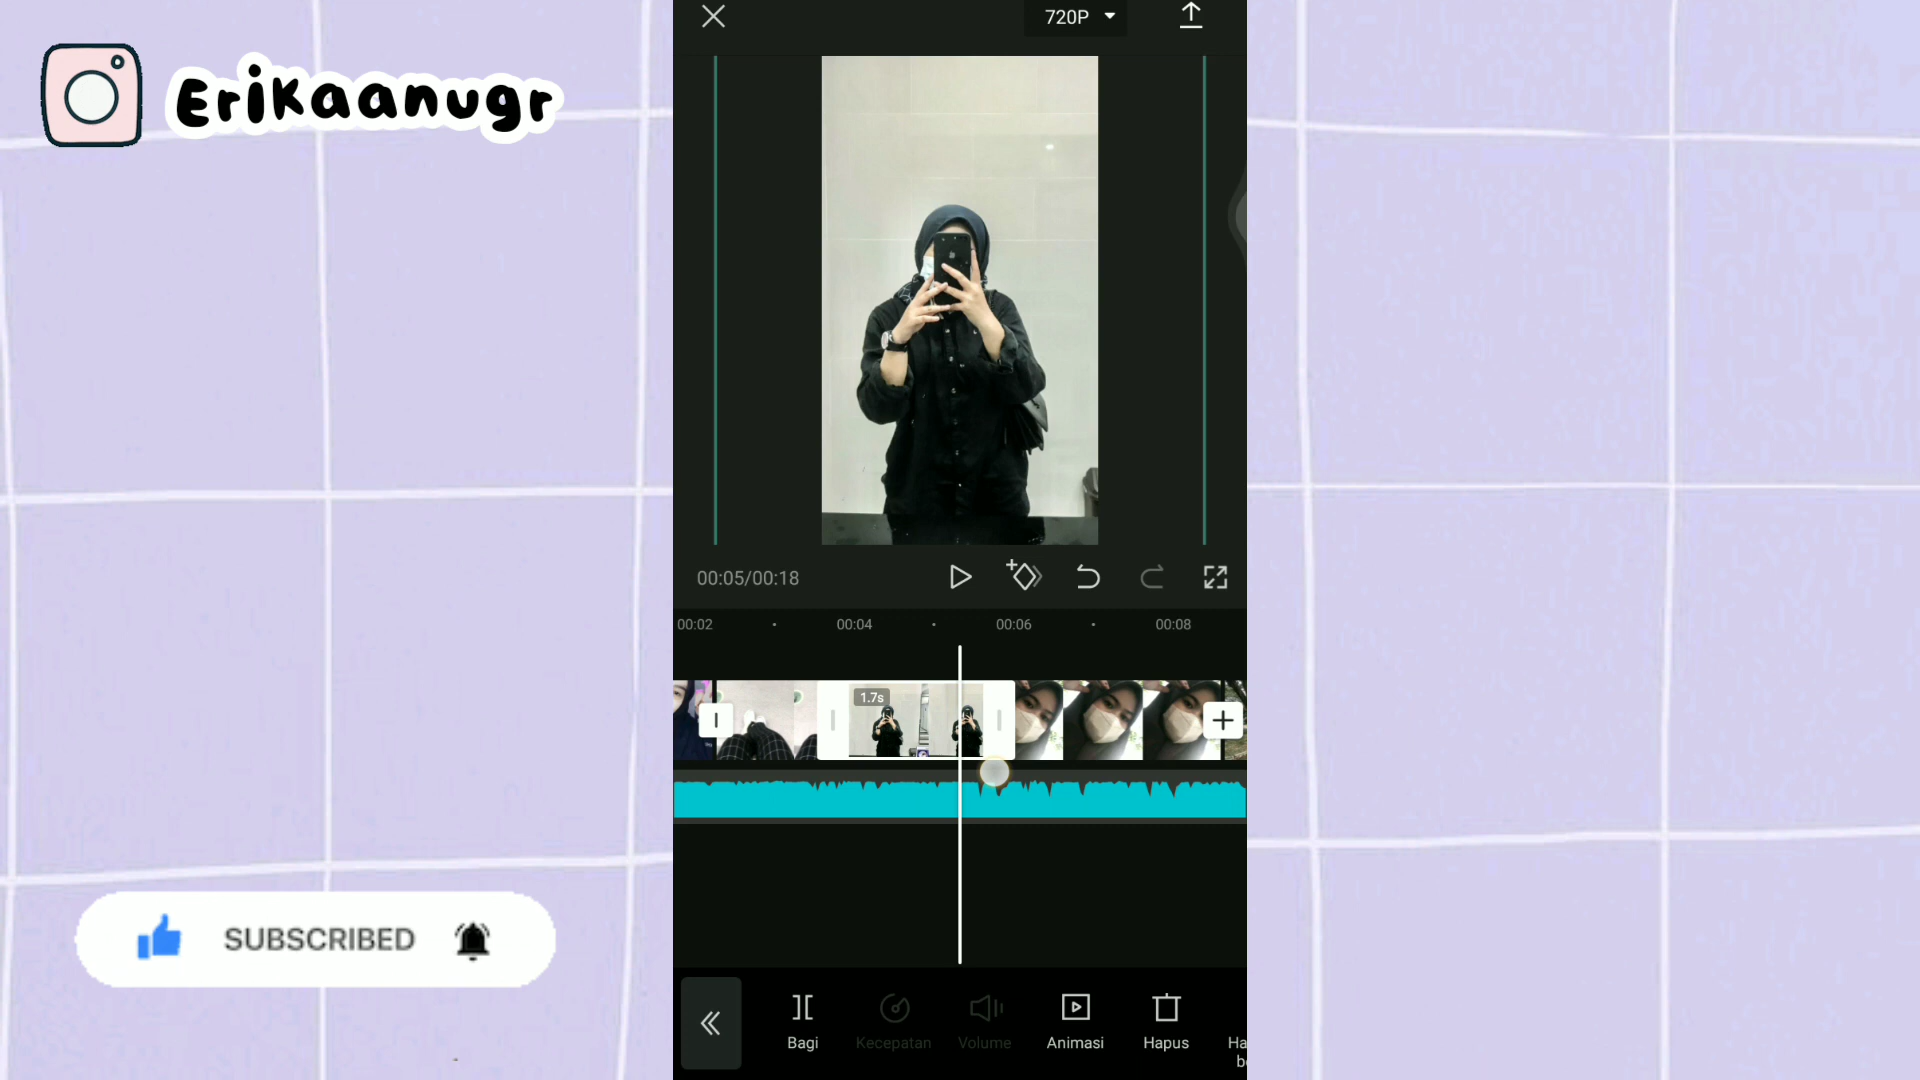 Erikaanugr
720P
00:05/00:18
00:02 00:04 00:06 00:08
1.7s
SUBSCRIBED
Bagi Kecepatan Volume Animasi Hapus Ha
b